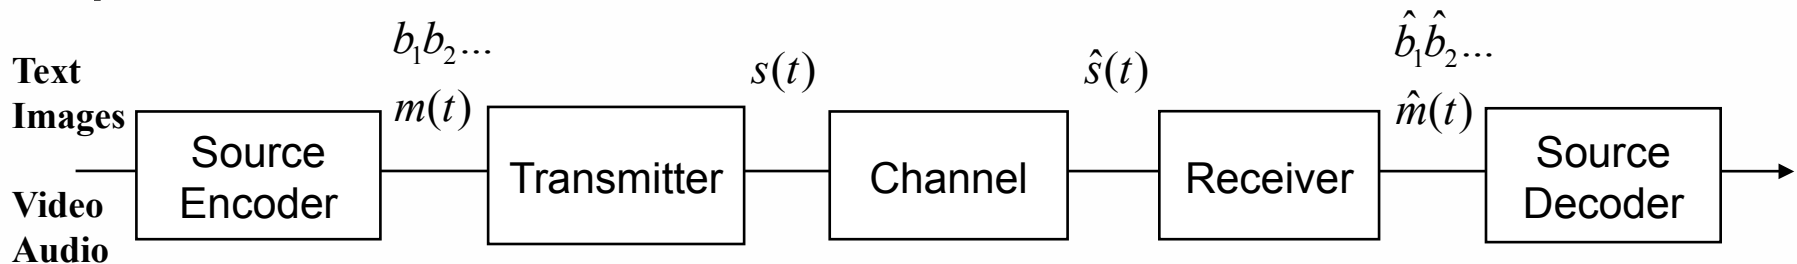 Text
Images
Video
Audio
Source
Encoder
b₁b₂...
m(t)
Transmitter
s(t)
Channel
ŝ(t)
Receiver
b̂₁b̂₂...
m̂(t)
Source
Decoder